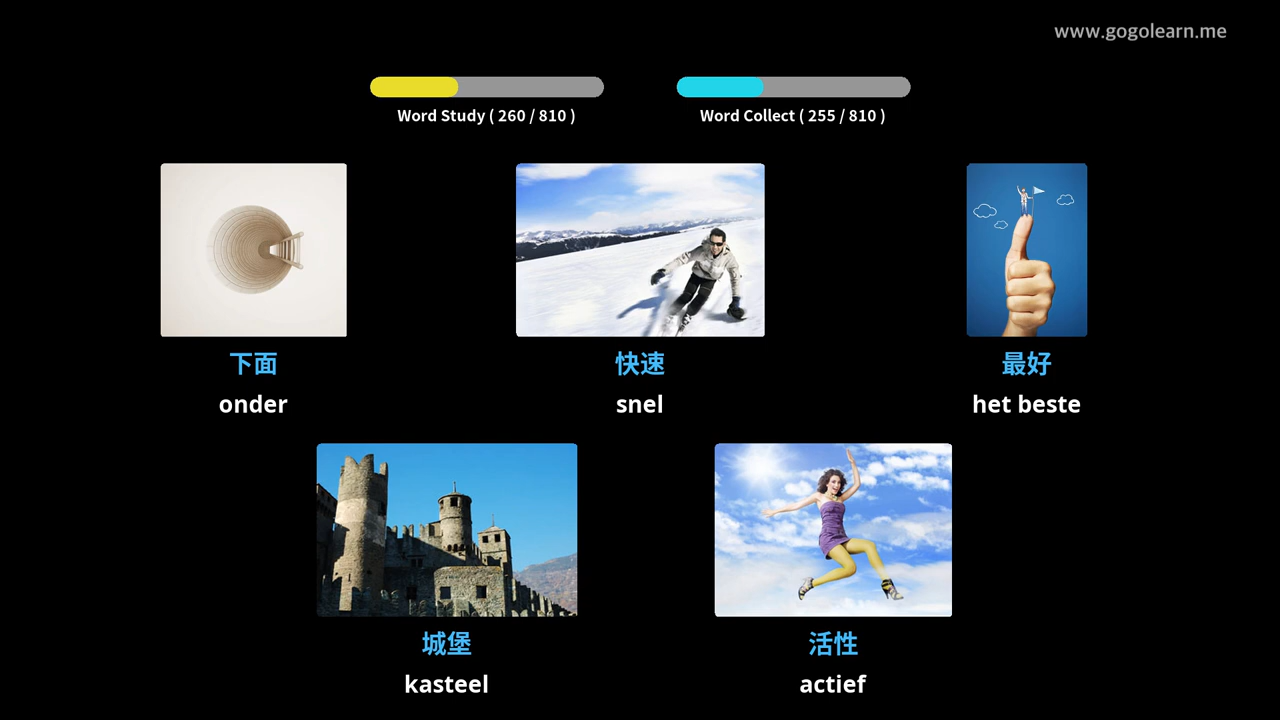 www.gogolearn.me
Word Study ( 260 / 810 )
Word Collect ( 255 / 810 )
下面
onder
快速
snel
最好
het beste
城堡
kasteel
活性
actief